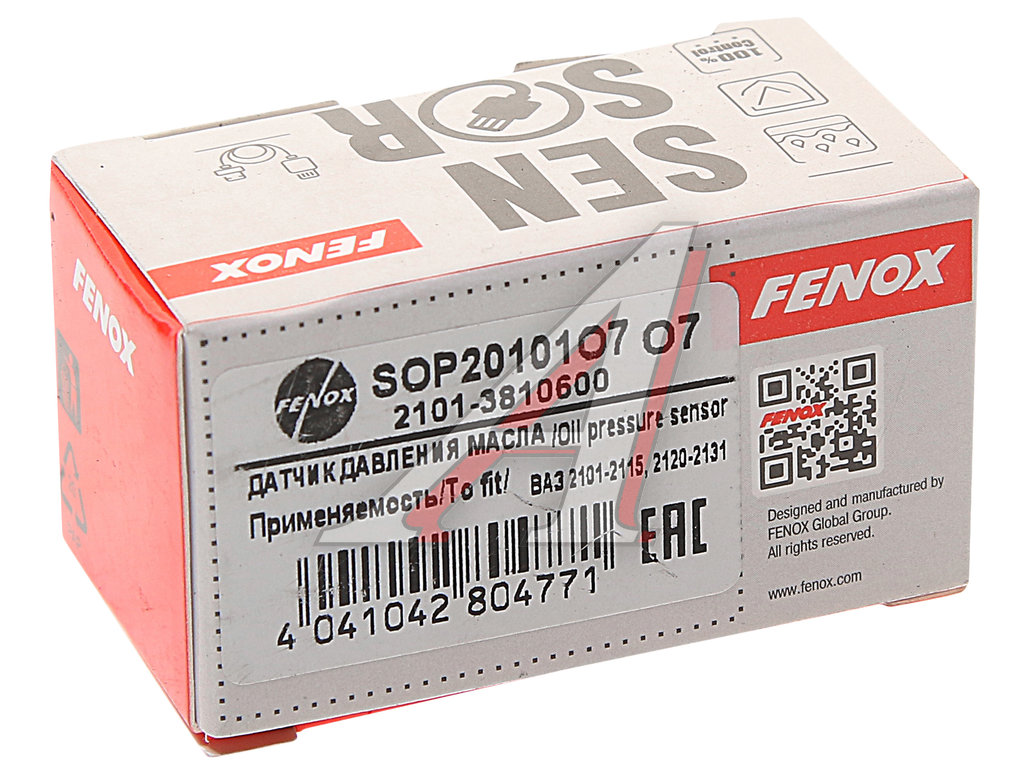 100%
Control
SEN
SOR
FENOX
FENOX
FENOX
FENOX
SOP20101O7 O7
2101-3810600
ДАТЧИК ДАВЛЕНИЯ МАСЛА /Oil pressure sensor
Применяемость/To fit/ ВАЗ 2101-2115, 2120-2131
4 041042 804771
EAC
FENOX
Designed and manufactured by
FENOX Global Group.
All rights reserved.
www.fenox.com